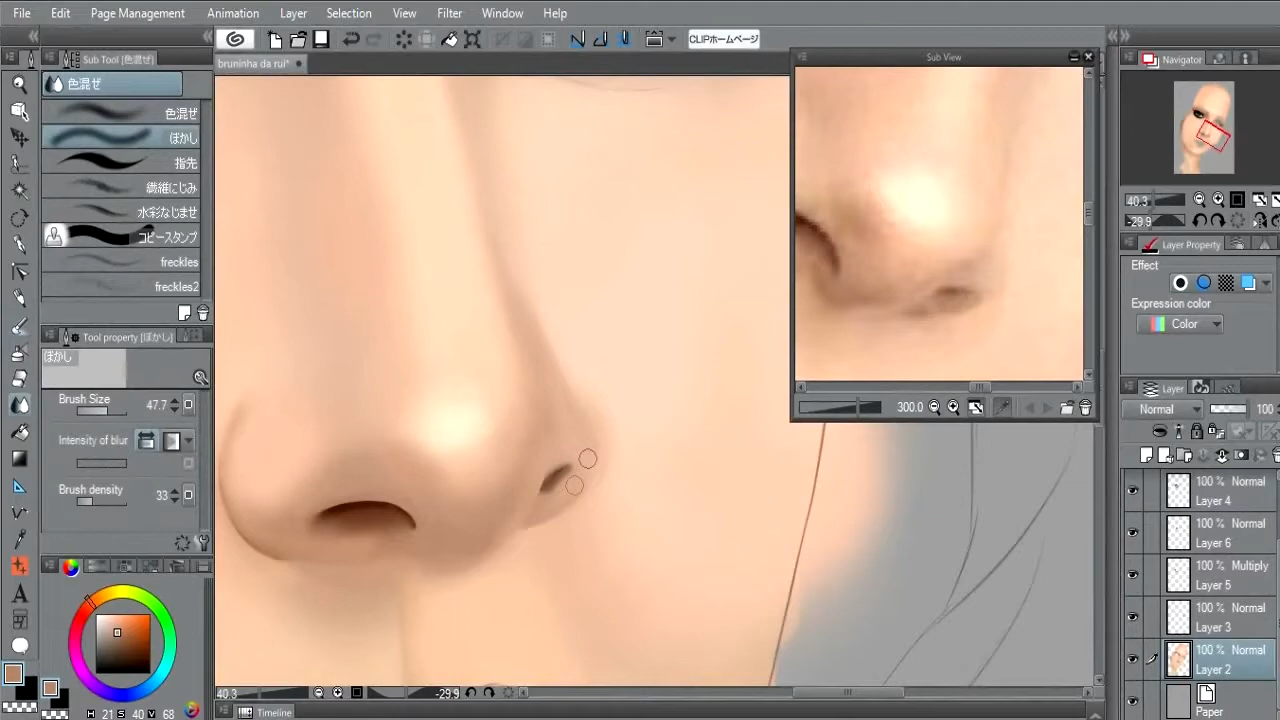 File Edit Page Management Animation Layer Selection View Filter Window Help
CLIPホームページ
Sub Tool [色混ぜ]
bruninha da rui*
Sub View
Navigator
色混ぜ
色混ぜ
ぼかし
指先
繊維にじみ
水彩なじませ
コピースタンプ
freckles
freckles2
40.3
-29.9
Layer Property
Effect
Expression color
Color
Tool property [ぼかし]
ぼかし
Brush Size 47.7
Intensity of blur
Brush density 33
300.0
Layer
Normal 100
100 % Normal
Layer 4
100 % Normal
Layer 6
100 % Multiply
Layer 5
100 % Normal
Layer 3
100 % Normal
Layer 2
Paper
40.3 -29.9
Timeline
H 21 S 40 V 68